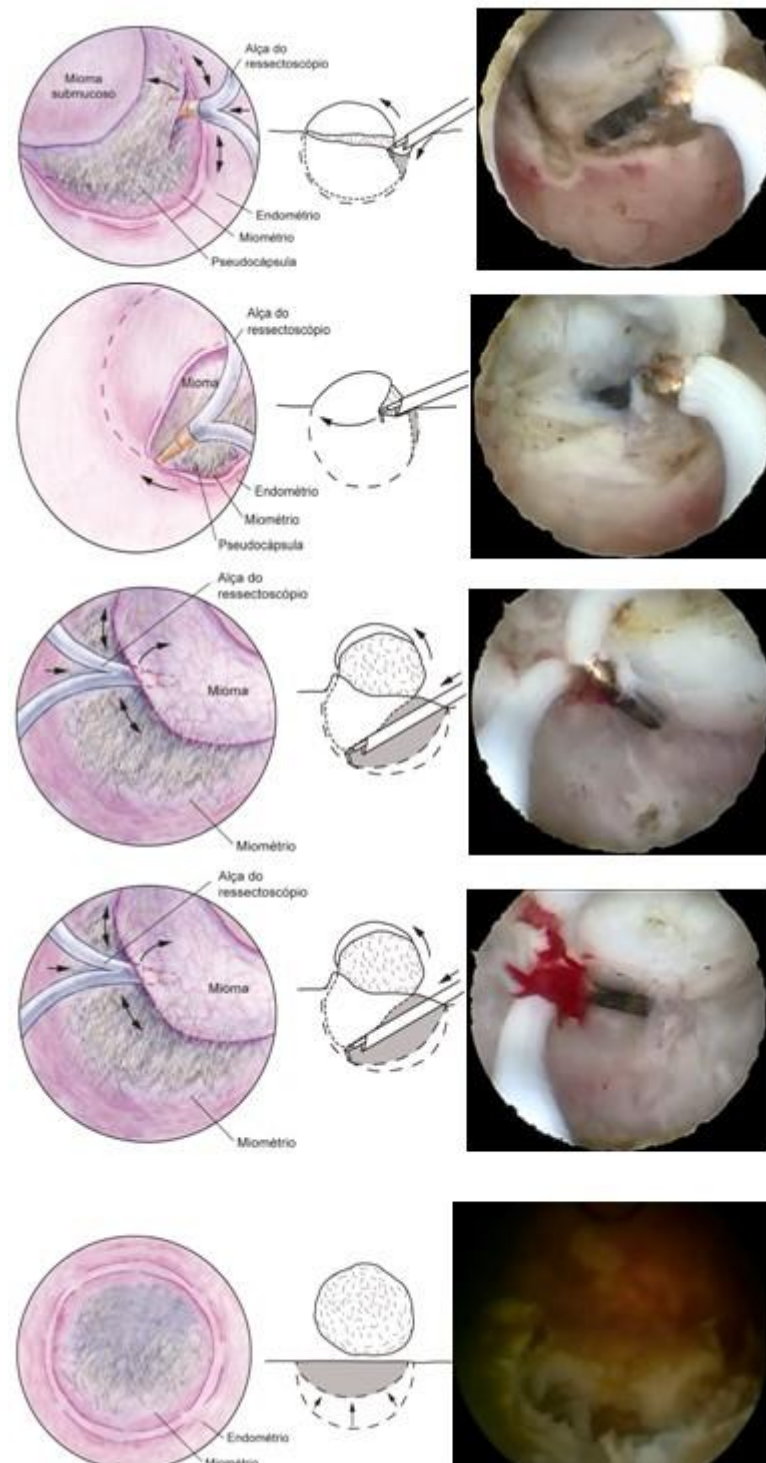 Alça do
ressectoscópio
Mioma
submucoso
Endométrio
Miométrio
Pseudocápsula
Alça do
ressectoscópio
Mioma
Endométrio
Miométrio
Pseudocápsula
Alça do
ressectoscópio
Mioma
Miométrio
Alça do
ressectoscópio
Mioma
Miométrio
Endométrio
Miométrio